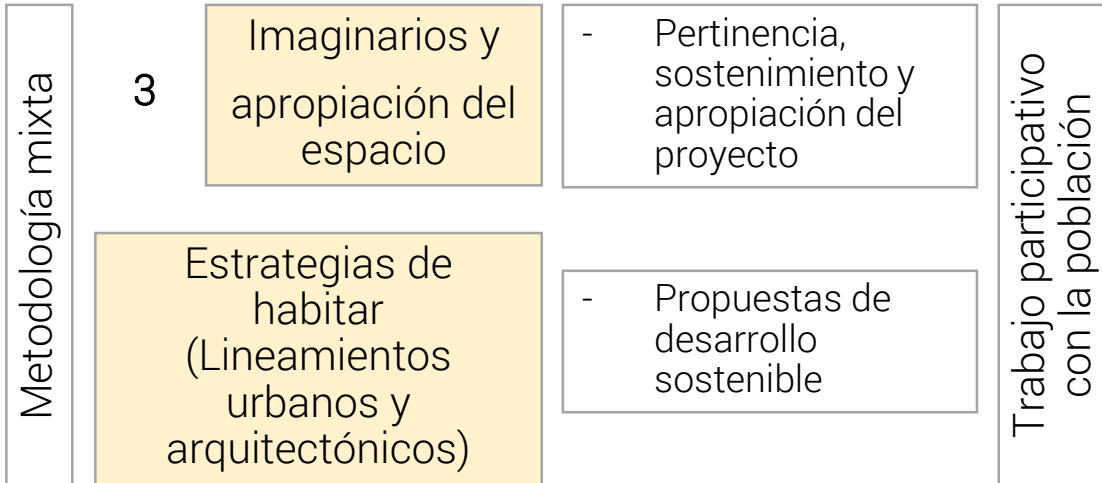 Metodología mixta
3
Imaginarios y
apropiación del
espacio
- Pertinencia,
sostenimiento y
apropiación del
proyecto
Estrategias de
habitar
(Lineamientos
urbanos y
arquitectónicos)
- Propuestas de
desarrollo
sostenible
Trabajo participativo
con la población